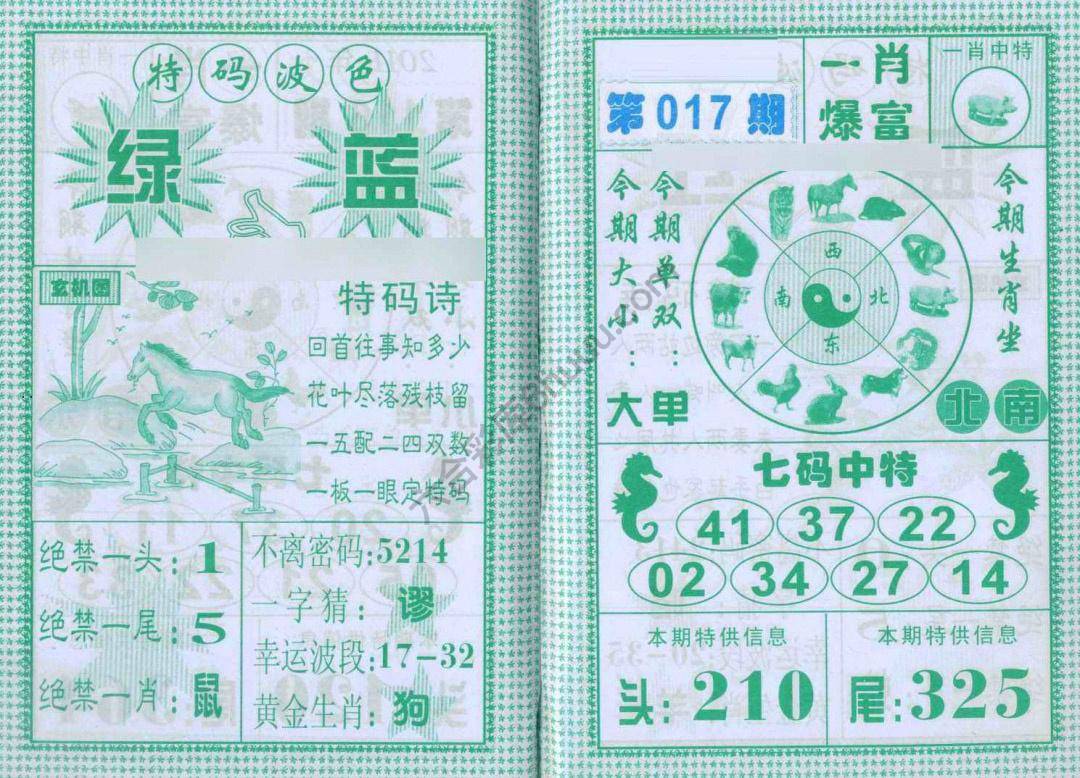 特码波色
绿 蓝
玄机图
特码诗
回首往事知多少
花叶尽落残枝留
一五配二四双数
一板一眼定特码
绝禁一头:1
绝禁一尾:5
绝禁一肖:鼠
不离密码:5214
一字猜:谬
幸运波段:17-32
黄金生肖:狗
第017期
一肖
爆富
一肖中特
今期大小:大
今期单双:单
西
南 北
东
今期生肖坐
北 南
七码中特
41 37 22
02 34 27 14
本期特供信息
头:210
本期特供信息
尾:325